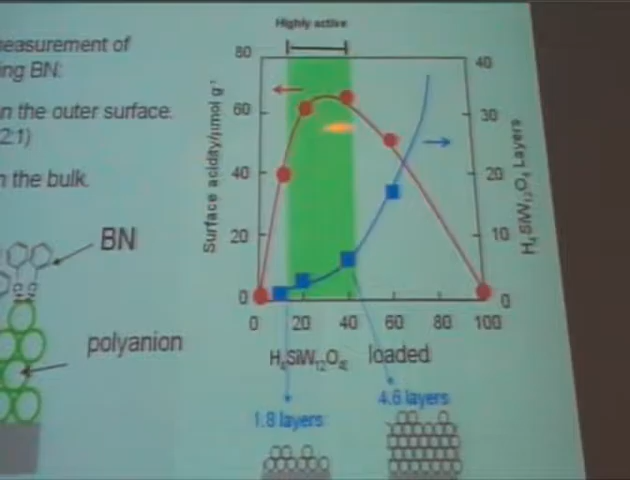 Highly active
easurement of
ing BN:
n the outer surface.
2:1)
n the bulk.
BN
polyanion
Surface acidity/μmol g⁻¹
80
60
40
20
0
40
30
20
10
0
H₄SiW₁₂O₄ Layers
0 20 40 60 80 100
H₄SiW₁₂O₄ loaded
1.8 layers
4.6 layers